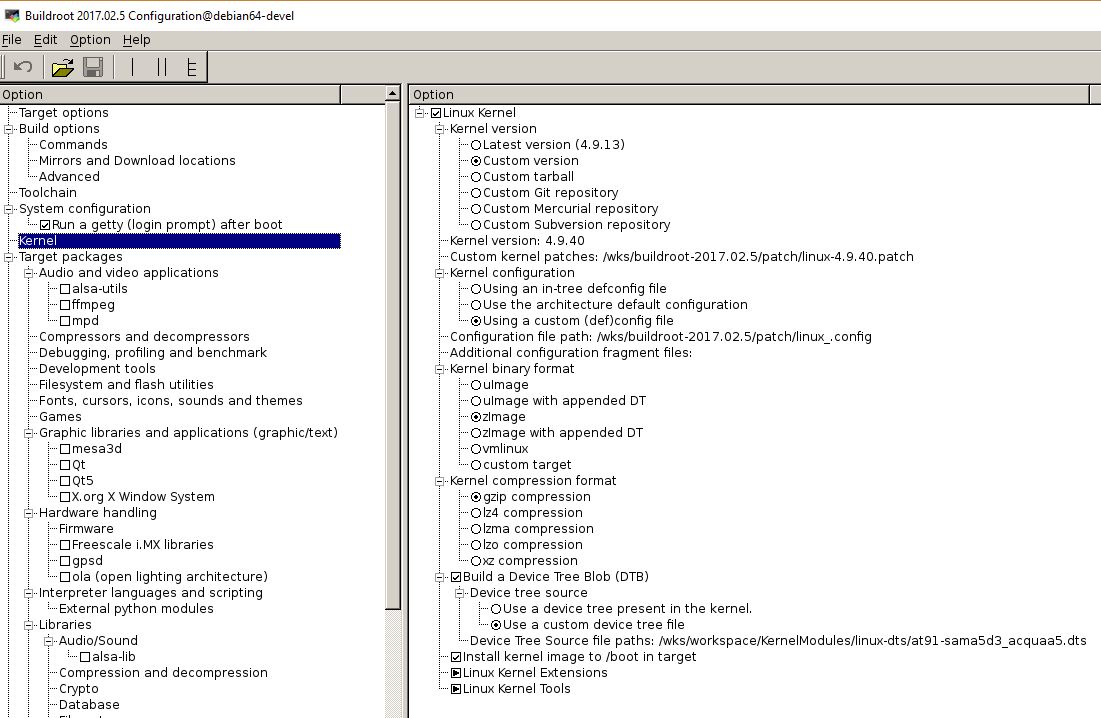 Buildroot 2017.02.5 Configuration@debian64-devel
File Edit Option Help
Option
Target options
Build options
Commands
Mirrors and Download locations
Advanced
Toolchain
System configuration
Run a getty (login prompt) after boot
Kernel
Target packages
Audio and video applications
alsa-utils
ffmpeg
mpd
Compressors and decompressors
Debugging, profiling and benchmark
Development tools
Filesystem and flash utilities
Fonts, cursors, icons, sounds and themes
Games
Graphic libraries and applications (graphic/text)
mesa3d
Qt
Qt5
X.org X Window System
Hardware handling
Firmware
Freescale i.MX libraries
gpsd
ola (open lighting architecture)
Interpreter languages and scripting
External python modules
Libraries
Audio/Sound
alsa-lib
Compression and decompression
Crypto
Database
Option
Linux Kernel
Kernel version
Latest version (4.9.13)
Custom version
Custom tarball
Custom Git repository
Custom Mercurial repository
Custom Subversion repository
Kernel version: 4.9.40
Custom kernel patches: /wks/buildroot-2017.02.5/patch/linux-4.9.40.patch
Kernel configuration
Using an in-tree defconfig file
Use the architecture default configuration
Using a custom (def)config file
Configuration file path: /wks/buildroot-2017.02.5/patch/linux_.config
Additional configuration fragment files:
Kernel binary format
uImage
uImage with appended DT
zImage
zImage with appended DT
vmlinux
custom target
Kernel compression format
gzip compression
lz4 compression
lzma compression
lzo compression
xz compression
Build a Device Tree Blob (DTB)
Device tree source
Use a device tree present in the kernel.
Use a custom device tree file
Device Tree Source file paths: /wks/workspace/KernelModules/linux-dts/at91-sama5d3_acquaa5.dts
Install kernel image to /boot in target
Linux Kernel Extensions
Linux Kernel Tools